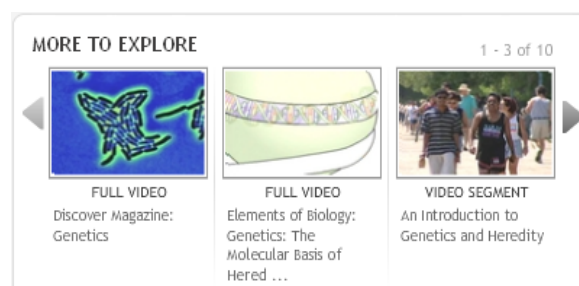 MORE TO EXPLORE
1 - 3 of 10
FULL VIDEO
Discover Magazine:
Genetics
FULL VIDEO
Elements of Biology:
Genetics: The
Molecular Basis of
Hered ...
VIDEO SEGMENT
An Introduction to
Genetics and Heredity